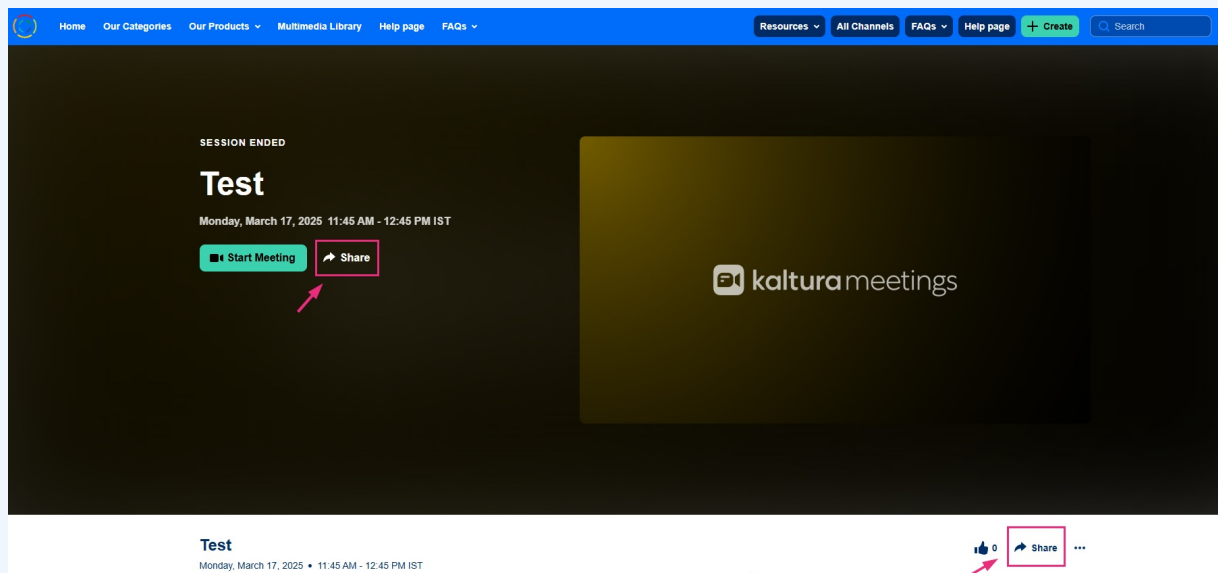 Home Our Categories Our Products Multimedia Library Help page FAQs Resources All Channels FAQs Help page + Create Search
SESSION ENDED
Test
Monday, March 17, 2025 11:45 AM - 12:45 PM IST
Start Meeting Share
kaltura meetings
Test
0 Share •••
Monday, March 17, 2025 • 11:45 AM - 12:45 PM IST